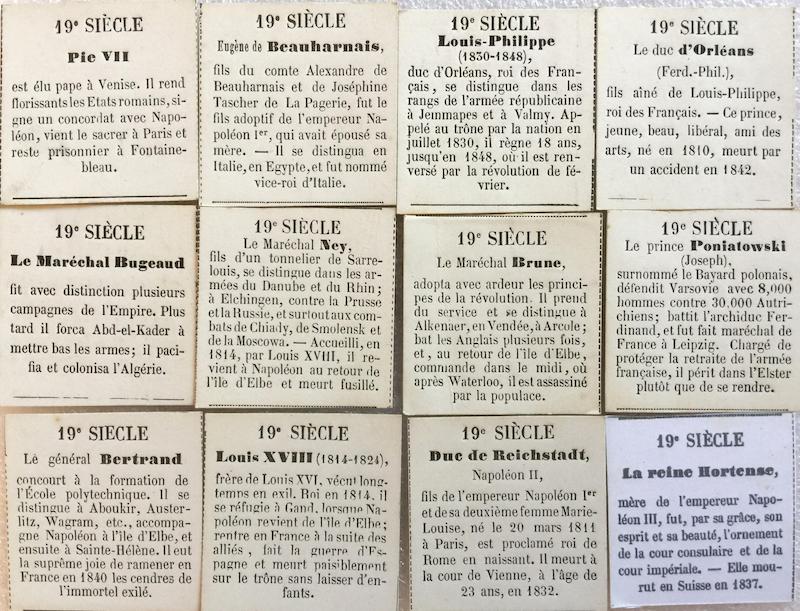 19e SIÈCLE
Pie VII
est élu pape à Venise. Il rend
florissants les Etats romains, si-
gne un concordat avec Napo-
léon, vient le sacrer à Paris et
reste prisonnier à Fontaine-
bleau.
19e SIÈCLE
Eugène de Beauharnais,
fils du comte Alexandre de
Beauharnais et de Joséphine
Tascher de La Pagerie, fut le
fils adoptif de l'empereur Na-
poléon Ier, qui avait épousé sa
mère. — Il se distingua en
Italie, en Egypte, et fut nommé
vice-roi d'Italie.
19e SIÈCLE
Louis-Philippe
(1830-1848),
duc d'Orléans, roi des Fran-
çais, se distingue dans les
rangs de l'armée républicaine
à Jemmapes et à Valmy. Ap-
pelé au trône par la nation en
juillet 1830, il règne 18 ans,
jusqu'en 1848, où il est ren-
versé par la révolution de fé-
vrier.
19e SIÈCLE
Le duc d'Orléans
(Ferd.-Phil.),
fils aîné de Louis-Philippe,
roi des Français. — Ce prince,
jeune, beau, libéral, ami des
arts, né en 1810, meurt par
un accident en 1842.
19e SIÈCLE
Le Maréchal Bugeaud
fit avec distinction plusieurs
campagnes de l'Empire. Plus
tard il força Abd-el-Kader à
mettre bas les armes; il paci-
fia et colonisa l'Algérie.
19e SIÈCLE
Le Maréchal Ney,
fils d'un tonnelier de Sarre-
louis, se distingue dans les ar-
mées du Danube et du Rhin;
à Elchingen, contre la Prusse
et la Russie, et surtout aux com-
bats de Chiady, de Smolensk et
de la Moscowa. — Accueilli, en
1814, par Louis XVIII, il re-
vient à Napoléon au retour de
l'île d'Elbe et meurt fusillé.
19e SIÈCLE
Le Maréchal Brune,
adopta avec ardeur les princi-
pes de la révolution. Il prend
du service et se distingue à
Alkenaer, en Vendée, à Arcole;
bat les Anglais plusieurs fois,
et, au retour de l'île d'Elbe,
commande dans le midi, où
après Waterloo, il est assassiné
par la populace.
19e SIÈCLE
Le prince Poniatowski
(Joseph),
surnommé le Bayard polonais,
défendit Varsovie avec 8,000
hommes contre 30,000 Autri-
chiens; battit l'archiduc Fer-
dinand, et fut fait maréchal de
France à Leipzig. Chargé de
protéger la retraite de l'armée
française, il périt dans l'Elster
plutôt que de se rendre.
19e SIECLE
Le général Bertrand
concourt à la formation de
l'École polytechnique. Il se
distingue à Aboukir, Auster-
litz, Wagram, etc., accompa-
gne Napoléon à l'île d'Elbe, et
ensuite à Sainte-Hélène. Il eut
la suprême joie de ramener en
France en 1840 les cendres de
l'immortel exilé.
19e SIÈCLE
Louis XVIII (1814-1824),
frère de Louis XVI, vécut long-
temps en exil. Roi en 1814, il
se réfugie à Gand, lorsque Na-
poléon revient de l'île d'Elbe;
rentre en France à la suite des
alliés, fait la guerre d'Es-
pagne et meurt paisiblement
sur le trône sans laisser d'en-
fants.
19e SIÈCLE
Duc de Reichstadt,
Napoléon II,
fils de l'empereur Napoléon Ier
et de sa deuxième femme Marie-
Louise, né le 20 mars 1811
à Paris, est proclamé roi de
Rome en naissant. Il meurt à
la cour de Vienne, à l'âge de
23 ans, en 1832.
19e SIÈCLE
La reine Hortense,
mère de l'empereur Napo-
léon III, fut, par sa grâce, son
esprit et sa beauté, l'ornement
de la cour consulaire et de la
cour impériale. — Elle mou-
rut en Suisse en 1837.